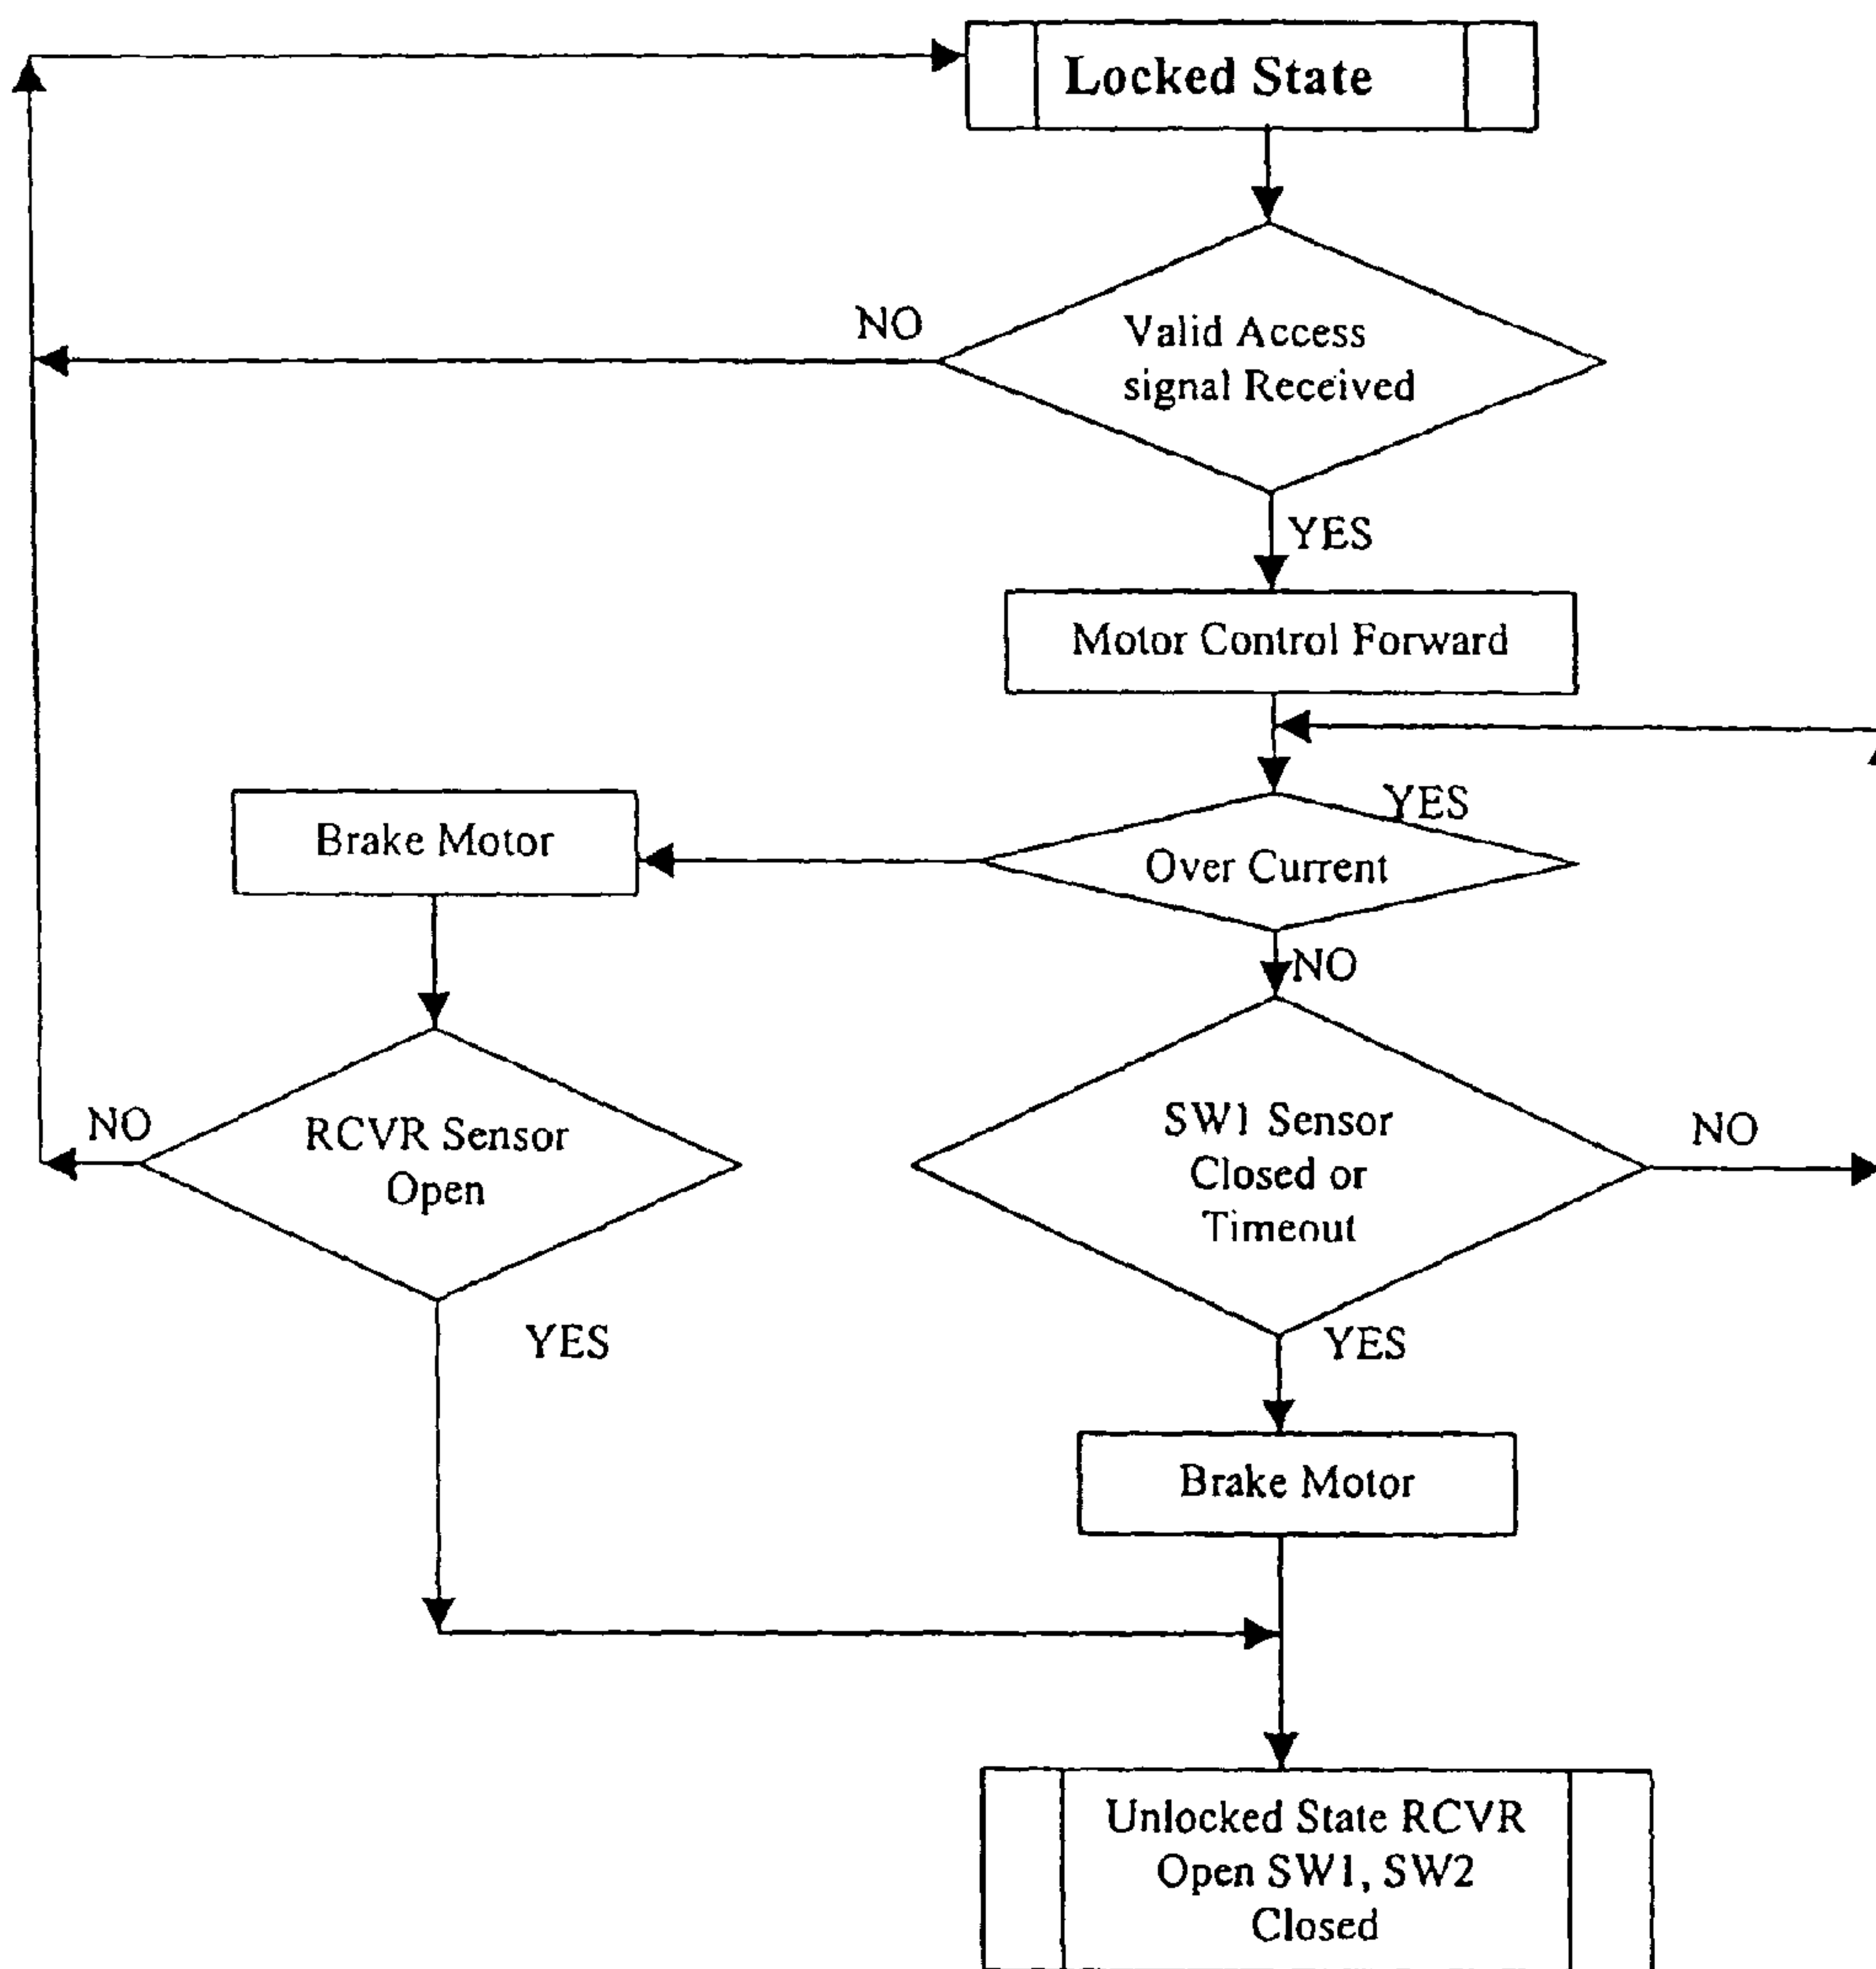 Locked State
NO
Valid Access
signal Received
YES
Motor Control Forward
YES
Brake Motor
Over Current
NO
NO
RCVR Sensor
Open
SW1 Sensor
Closed or
Timeout
NO
YES
YES
Brake Motor
Unlocked State RCVR
Open SW1, SW2
Closed